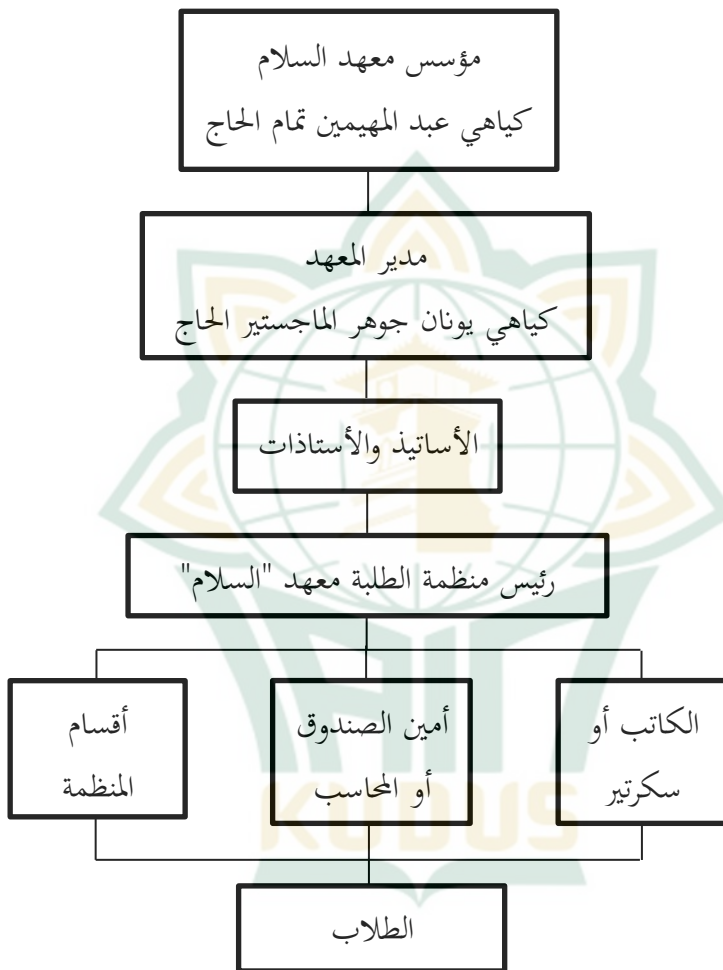 مؤسس معهد السلام
كياهي عبد المهيمين تمام الحاج
مدير المعهد
كياهي يونان جوهر الماجستير الحاج
الأساتيذ والأستاذات
رئيس منظمة الطلبة معهد "السلام"
الكاتب أو
سكرتير
أمين الصندوق
أو المحاسب
أقسام
المنظمة
الطلاب
KUDUS